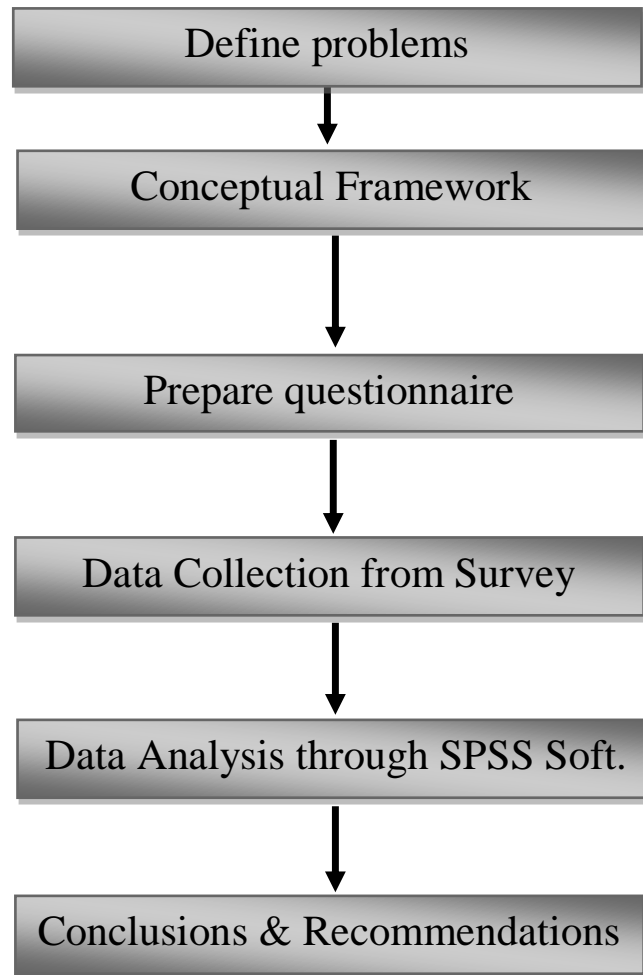 Define problems
Conceptual Framework
Prepare questionnaire
Data Collection from Survey
Data Analysis through SPSS Soft.
Conclusions & Recommendations